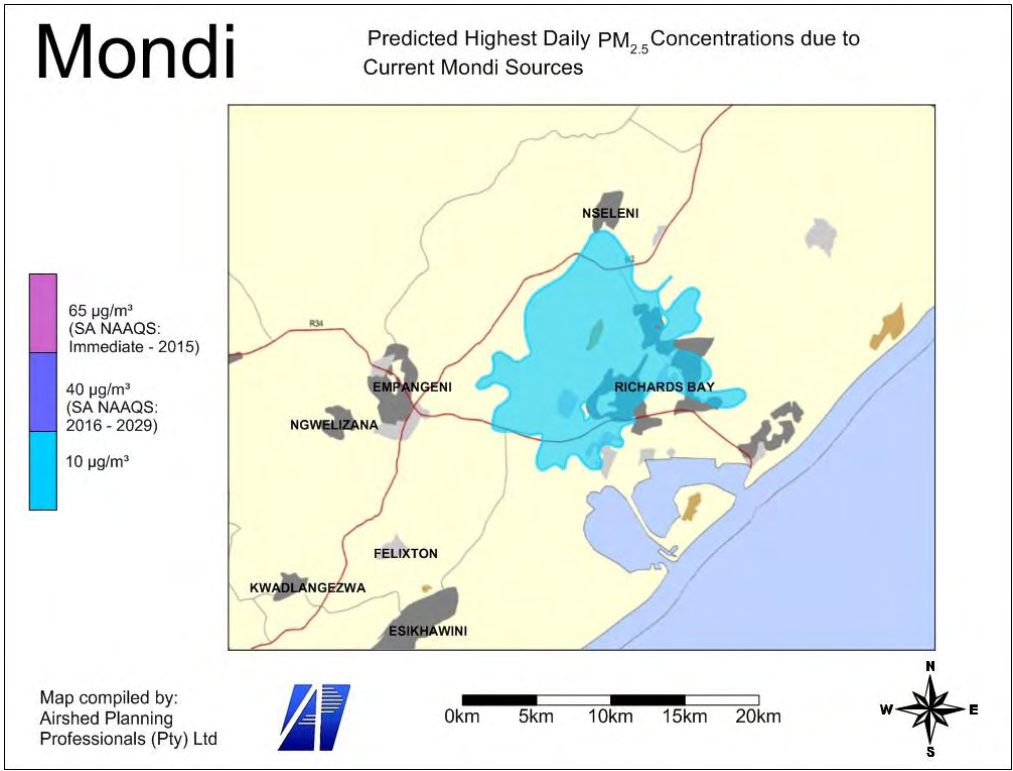 Mondi
Predicted Highest Daily PM2.5 Concentrations due to
Current Mondi Sources
NSELENI
N2
R34
EMPANGENI
RICHARDS BAY
NGWELIZANA
FELIXTON
KWADLANGEZWA
ESIKHAWINI
65 µg/m³
(SA NAAQS:
Immediate - 2015)
40 µg/m³
(SA NAAQS:
2016 - 2029)
10 µg/m³
Map compiled by:
Airshed Planning
Professionals (Pty) Ltd
0km 5km 10km 15km 20km
N
W E
S